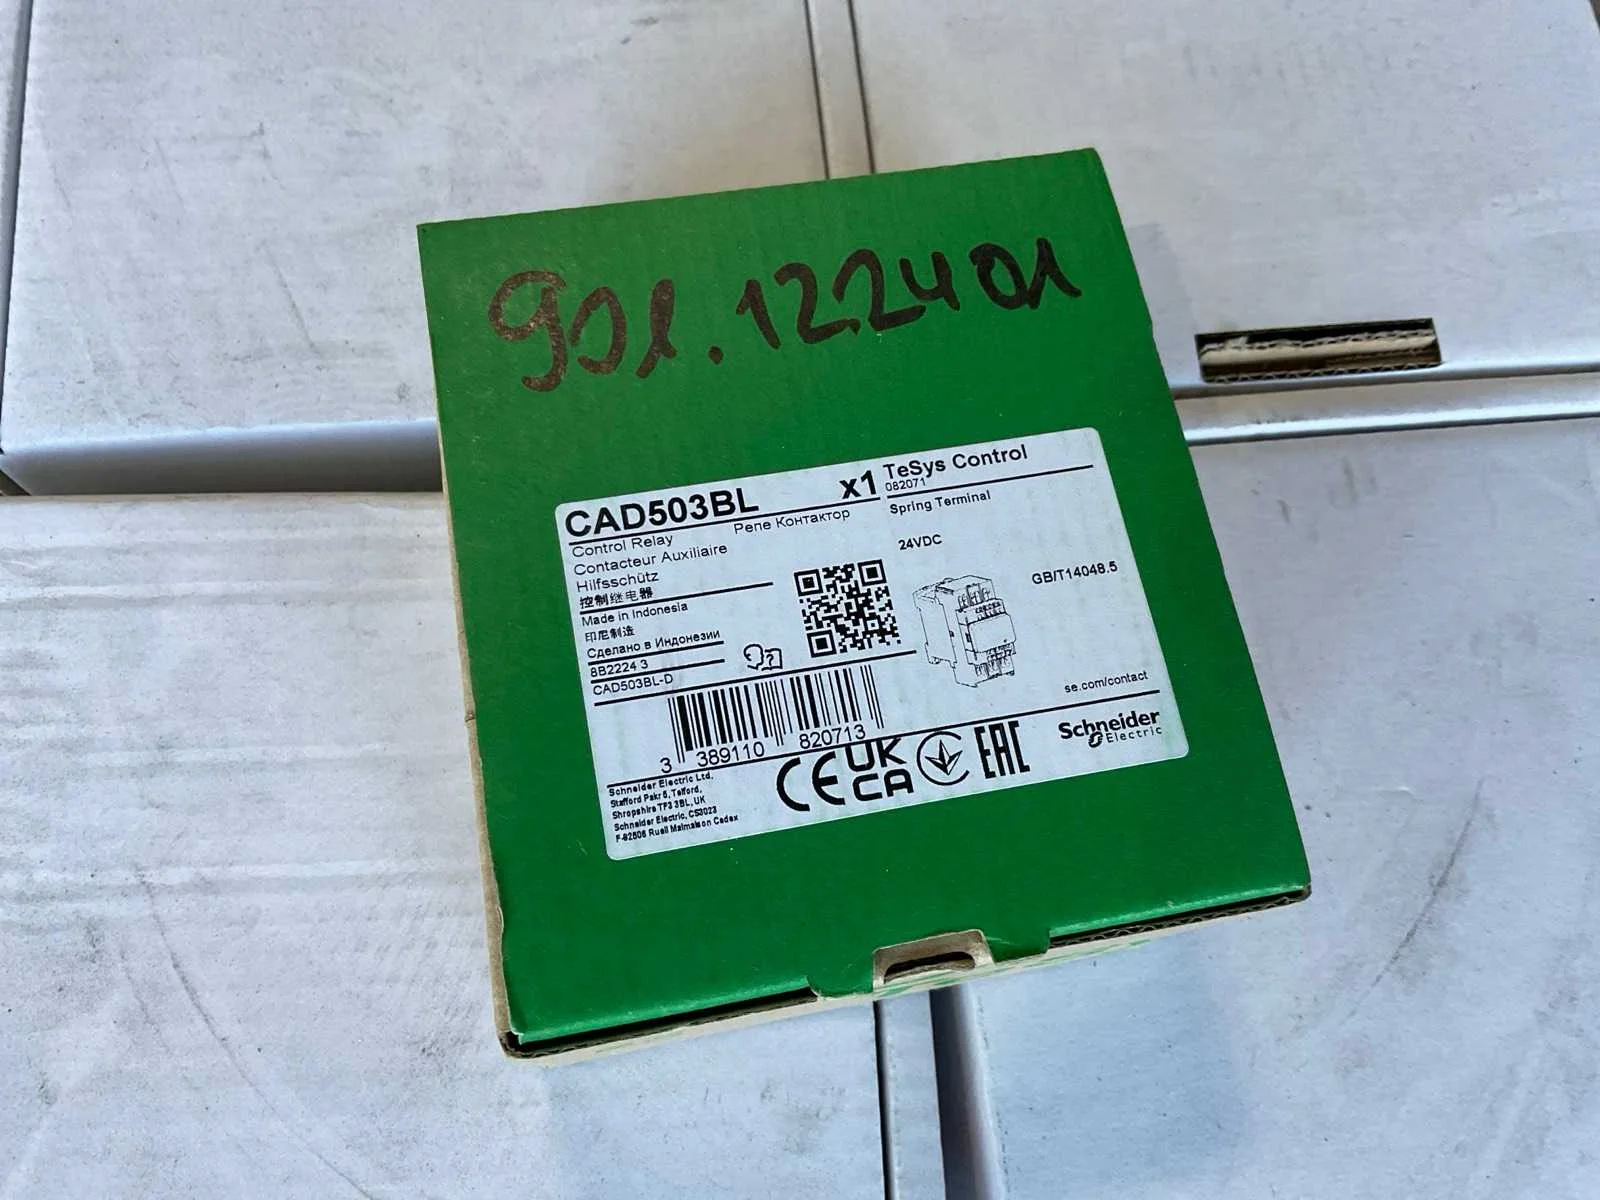 901.122401
CAD503BL x1
TeSys Control
082071
Control Relay Реле Контактор
Spring Terminal
Contacteur Auxiliaire
Hilfsschütz
控制继电器
24VDC
GB/T14048.5
Made in Indonesia
印尼制造
Сделано в Индонезии
8B2224 3
CAD503BL-D
se.com/contact
3 389110 820713
Schneider Electric Ltd.
Stafford Pakr 5, Telford,
Shropshire TF3 3BL, UK
Schneider Electric, CS3023
F-92506 Rueil Malmaison Cedex
CE UK CA EAC
Schneider Electric